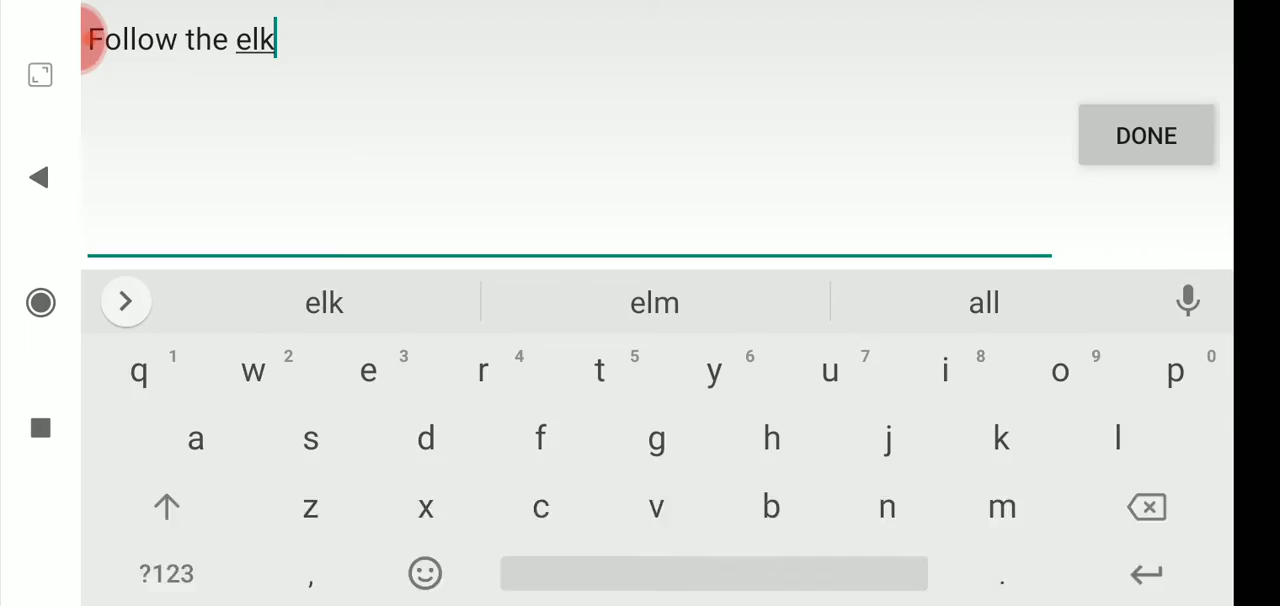 Follow the elk
DONE
elk elm all
q 1 w 2 e 3 r 4 t 5 y 6 u 7 i 8 o 9 p 0
a s d f g h j k l
z x c v b n m
?123 , .